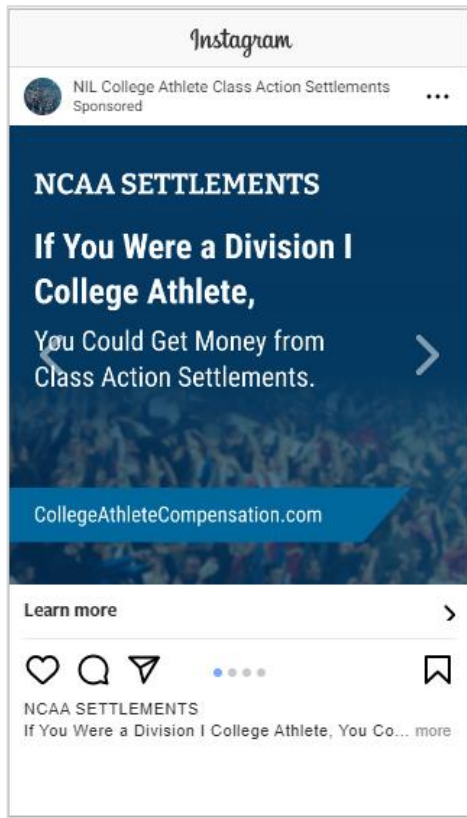 Instagram
NIL College Athlete Class Action Settlements
Sponsored
NCAA SETTLEMENTS
If You Were a Division I
College Athlete,
You Could Get Money from
Class Action Settlements.
CollegeAthleteCompensation.com
Learn more
NCAA SETTLEMENTS
If You Were a Division I College Athlete, You Co... more